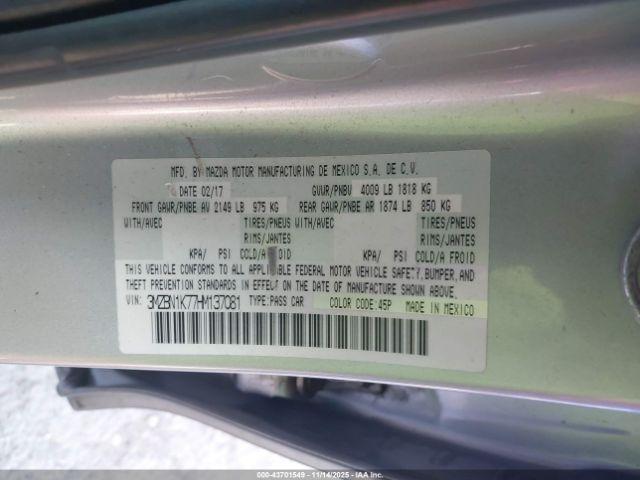 MFD. BY MAZDA MOTOR MANUFACTURING DE MEXICO S.A. DE C.V.
DATE 02/17 GVWR/PNBV 4009 LB 1818 KG
FRONT GAWR/PNBE AV 2149 LB 975 KG REAR GAWR/PNBE AR 1874 LB 850 KG
WITH/AVEC TIRES/PNEUS WITH/AVEC TIRES/PNEUS
RIMS/JANTES RIMS/JANTES
KPA/ PSI COLD/A FROID KPA/ PSI COLD/A FROID
THIS VEHICLE CONFORMS TO ALL APPLICABLE FEDERAL MOTOR VEHICLE SAFETY, BUMPER, AND
THEFT PREVENTION STANDARDS IN EFFECT ON DATE OF MANUFACTURE SHOWN ABOVE.
VIN: 3MZBN1K77HM137081 TYPE: PASS CAR COLOR CODE: 45P MADE IN MEXICO
000-43701549 - 11/14/2025 - IAAI.com